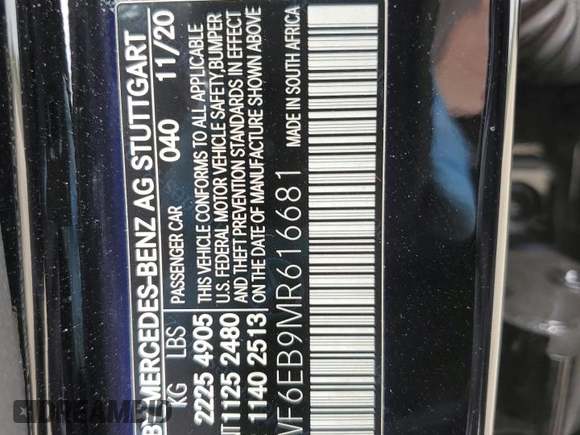 BY MERCEDES-BENZ AG STUTTGART
040 11/20
KG LBS PASSENGER CAR
2225 4905 THIS VEHICLE CONFORMS TO ALL APPLICABLE
U.S. FEDERAL MOTOR VEHICLE SAFETY, BUMPER
NT 1125 2480 AND THEFT PREVENTION STANDARDS IN EFFECT
1140 2513 ON THE DATE OF MANUFACTURE SHOWN ABOVE
MADE IN SOUTH AFRICA
VF6EB9MR616681
DREAMBID